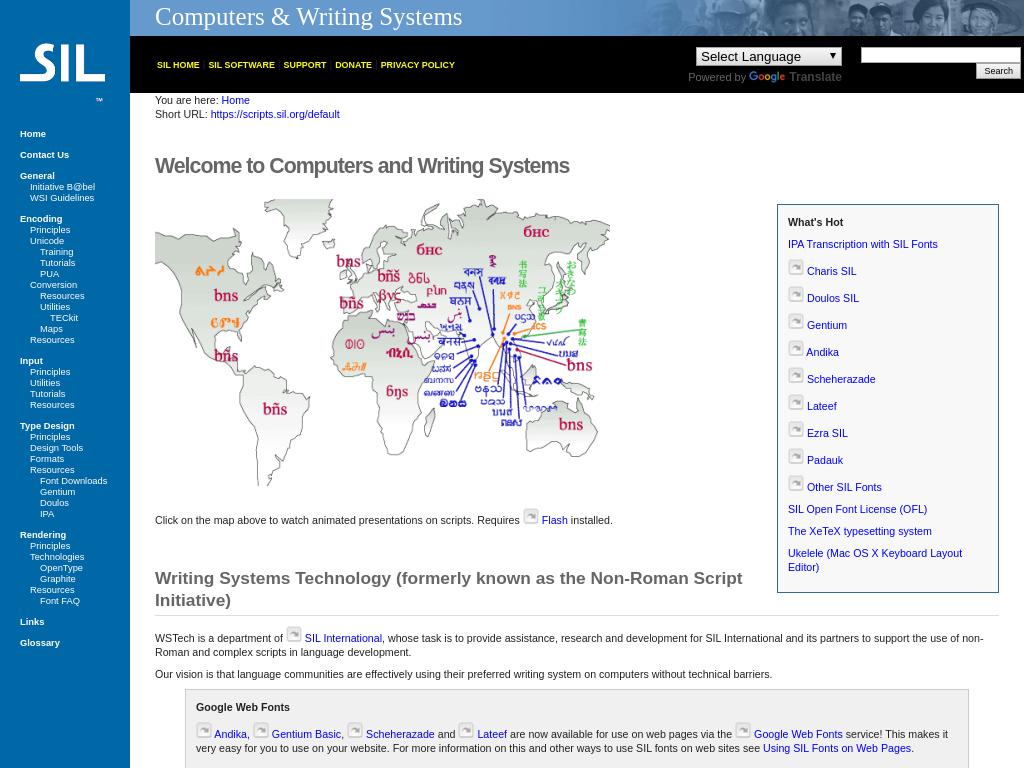 Computers & Writing Systems
SIL
™
SIL HOME | SIL SOFTWARE | SUPPORT | DONATE | PRIVACY POLICY
Select Language ▼
Powered by Google Translate
Search
Home
Contact Us
General
Initiative B@bel
WSI Guidelines
Encoding
Principles
Unicode
Training
Tutorials
PUA
Conversion
Resources
Utilities
TECkit
Maps
Resources
Input
Principles
Utilities
Tutorials
Resources
Type Design
Principles
Design Tools
Formats
Resources
Font Downloads
Gentium
Doulos
IPA
Rendering
Principles
Technologies
OpenType
Graphite
Resources
Font FAQ
Links
Glossary
You are here: Home
Short URL: https://scripts.sil.org/default
Welcome to Computers and Writing Systems
бнс
бнс
bns
bñš
bns
bñs
βνς
bñs
bñs
ɓŋs
bns
bns
书写法
書写法
Click on the map above to watch animated presentations on scripts. Requires Flash installed.
What's Hot
IPA Transcription with SIL Fonts
Charis SIL
Doulos SIL
Gentium
Andika
Scheherazade
Lateef
Ezra SIL
Padauk
Other SIL Fonts
SIL Open Font License (OFL)
The XeTeX typesetting system
Ukelele (Mac OS X Keyboard Layout
Editor)
Writing Systems Technology (formerly known as the Non-Roman Script
Initiative)
WSTech is a department of SIL International, whose task is to provide assistance, research and development for SIL International and its partners to support the use of non-
Roman and complex scripts in language development.
Our vision is that language communities are effectively using their preferred writing system on computers without technical barriers.
Google Web Fonts
Andika, Gentium Basic, Scheherazade and Lateef are now available for use on web pages via the Google Web Fonts service! This makes it
very easy for you to use on your website. For more information on this and other ways to use SIL fonts on web sites see Using SIL Fonts on Web Pages.